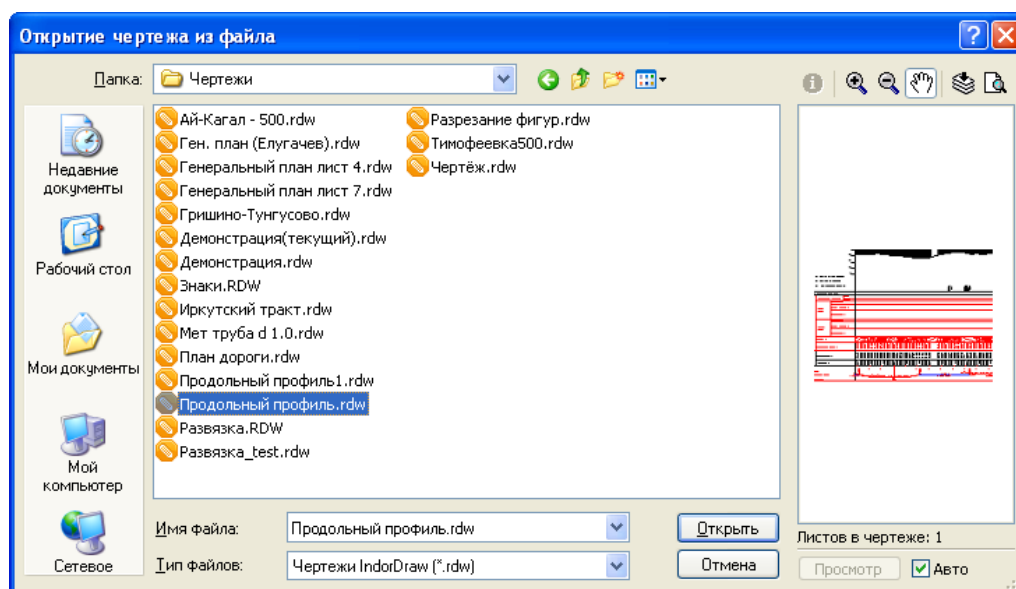 Открытие чертежа из файла
Папка:
Чертежи
Недавние
документы
Рабочий стол
Мои документы
Мой
компьютер
Сетевое
Ай-Кагал - 500.rdw
Ген. план (Елугачев).rdw
Генеральный план лист 4.rdw
Генеральный план лист 7.rdw
Гришино-Тунгусово.rdw
Демонстрация(текущий).rdw
Демонстрация.rdw
Знаки.RDW
Иркутский тракт.rdw
Мет труба d 1.0.rdw
План дороги.rdw
Продольный профиль1.rdw
Продольный профиль.rdw
Развязка.RDW
Развязка_test.rdw
Разрезание фигур.rdw
Тимофеевка500.rdw
Чертёж.rdw
Имя файла:
Продольный профиль.rdw
Открыть
Тип файлов:
Чертежи IndorDraw (*.rdw)
Отмена
Листов в чертеже: 1
Просмотр
Авто